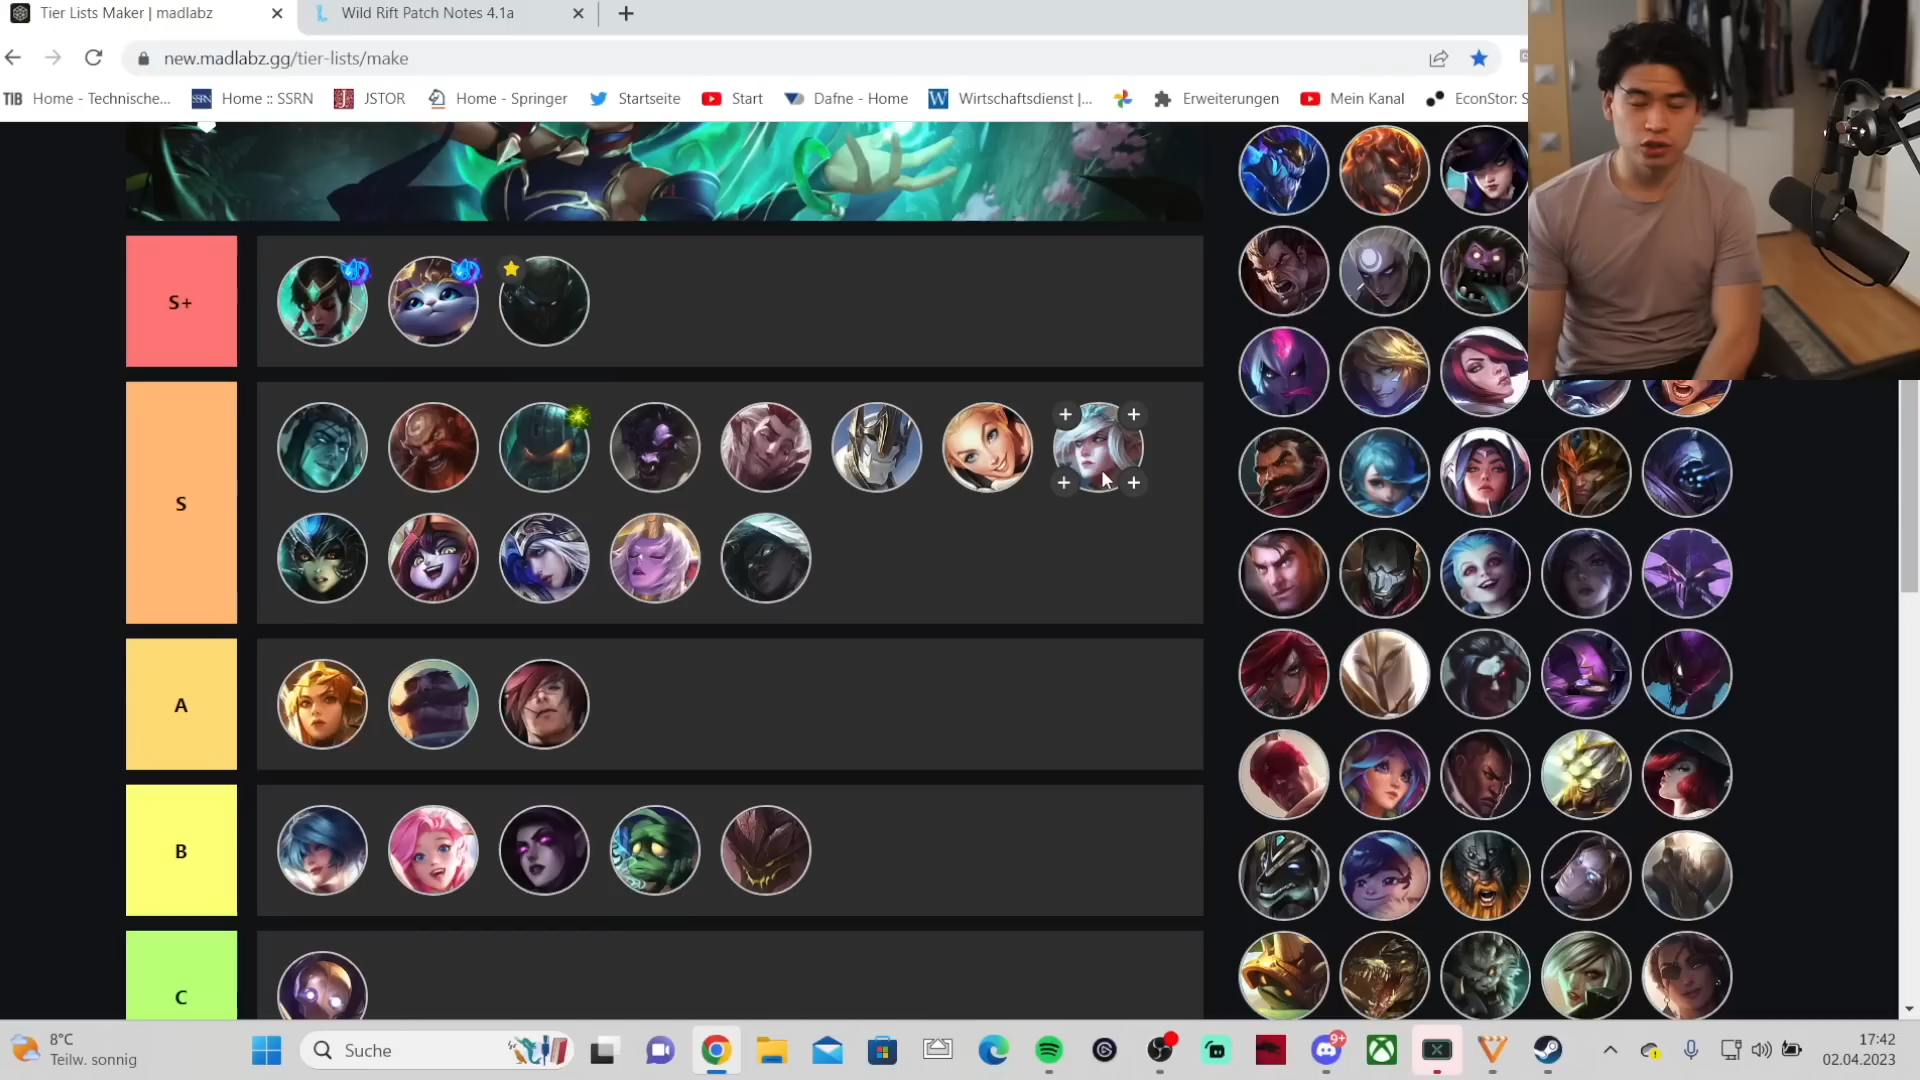 Tier Lists Maker | madlabz
Wild Rift Patch Notes 4.1a
new.madlabz.gg/tier-lists/make
TIB Home - Technische...
SSRN Home :: SSRN
JSTOR
Home - Springer
Startseite
Start
Dafne - Home
W Wirtschaftsdienst |...
Erweiterungen
Mein Kanal
EconStor: S
S+
S
A
B
C
8°C
Teilw. sonnig
Suche
9+
17:42
02.04.2023